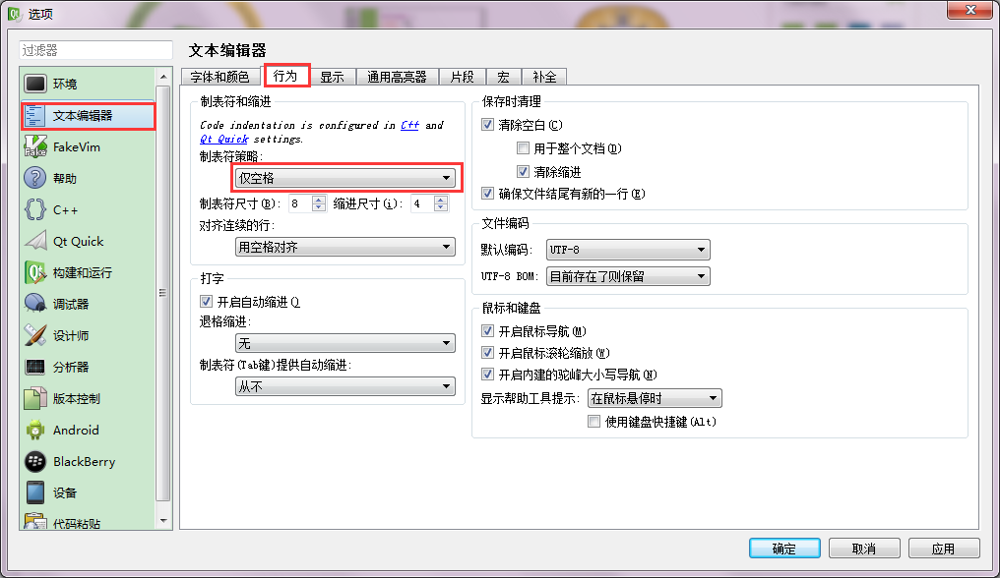 选项
过滤器
环境
文本编辑器
FakeVim
帮助
C++
Qt Quick
构建和运行
调试器
设计师
分析器
版本控制
Android
BlackBerry
设备
代码粘贴
文本编辑器
字体和颜色 行为 显示 通用高亮器 片段 宏 补全
制表符和缩进
Code indentation is configured in C++ and
Qt Quick settings.
制表符策略:
仅空格
制表符尺寸(B): 8 缩进尺寸(i): 4
对齐连续的行:
用空格对齐
打字
开启自动缩进(
退格缩进:
无
制表符(Tab键)提供自动缩进:
从不
保存时清理
清除空白(C)
用于整个文档(D)
清除缩进
确保文件结尾有新的一行(E)
文件编码
默认编码: UTF-8
UTF-8 BOM: 目前存在了则保留
鼠标和键盘
开启鼠标导航(M)
开启鼠标滚轮缩放(W)
开启内建的驼峰大小写导航(N)
显示帮助工具提示: 在鼠标悬停时
使用键盘快捷键(Alt)
确定 取消 应用